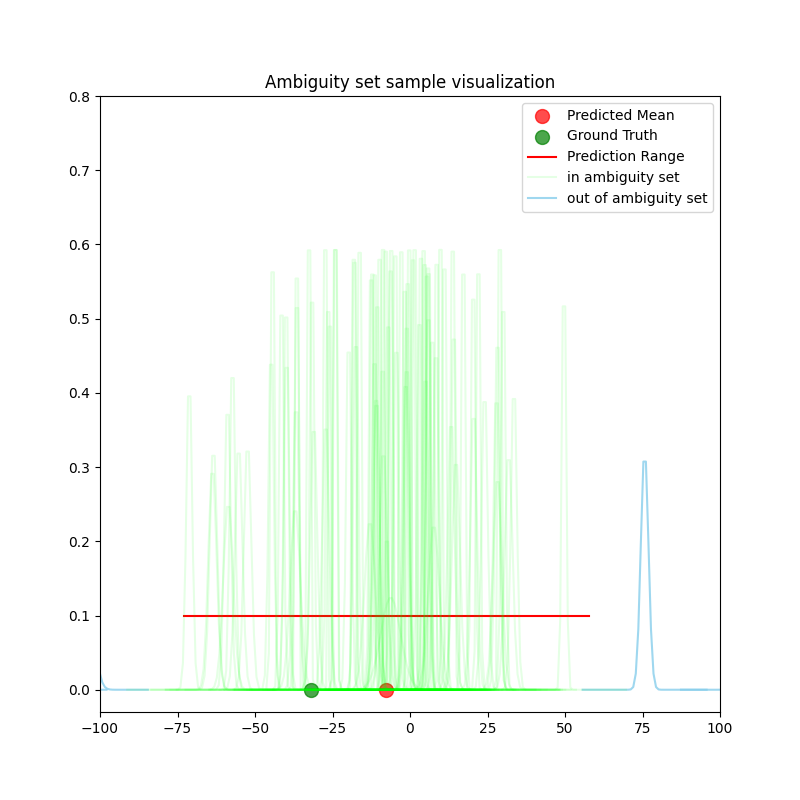 Ambiguity set sample visualization
0.8
0.7
0.6
0.5
0.4
0.3
0.2
0.1
0.0
Predicted Mean
Ground Truth
Prediction Range
in ambiguity set
out of ambiguity set
−100 −75 −50 −25 0 25 50 75 100